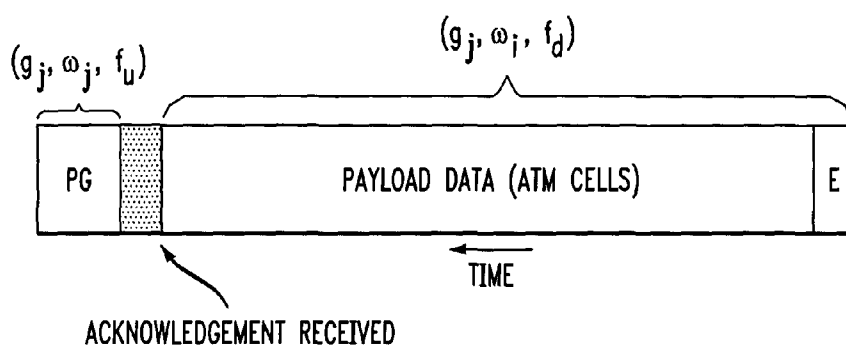 (g_j, ω_j, f_u)
(g_j, ω_i, f_d)
PG
PAYLOAD DATA (ATM CELLS)
E
TIME
ACKNOWLEDGEMENT RECEIVED